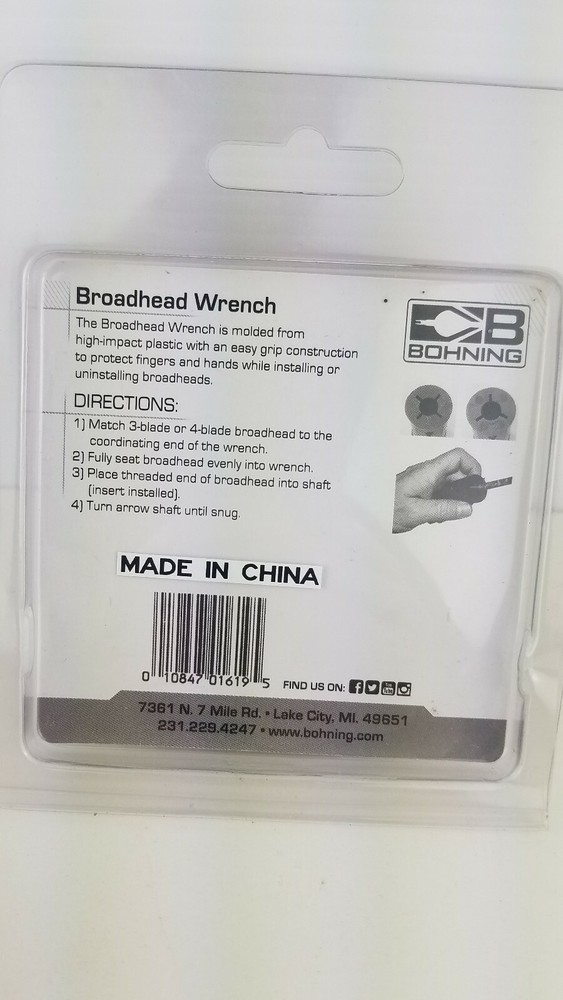 Broadhead Wrench
The Broadhead Wrench is molded from
high-impact plastic with an easy grip construction
to protect fingers and hands while installing or
uninstalling broadheads.
B
BOHNING
DIRECTIONS:
1) Match 3-blade or 4-blade broadhead to the
coordinating end of the wrench.
2) Fully seat broadhead evenly into wrench.
3) Place threaded end of broadhead into shaft
(insert installed).
4) Turn arrow shaft until snug.
MADE IN CHINA
0 10847 01619 5
FIND US ON:
7361 N. 7 Mile Rd. • Lake City, MI. 49651
231.229.4247 • www.bohning.com